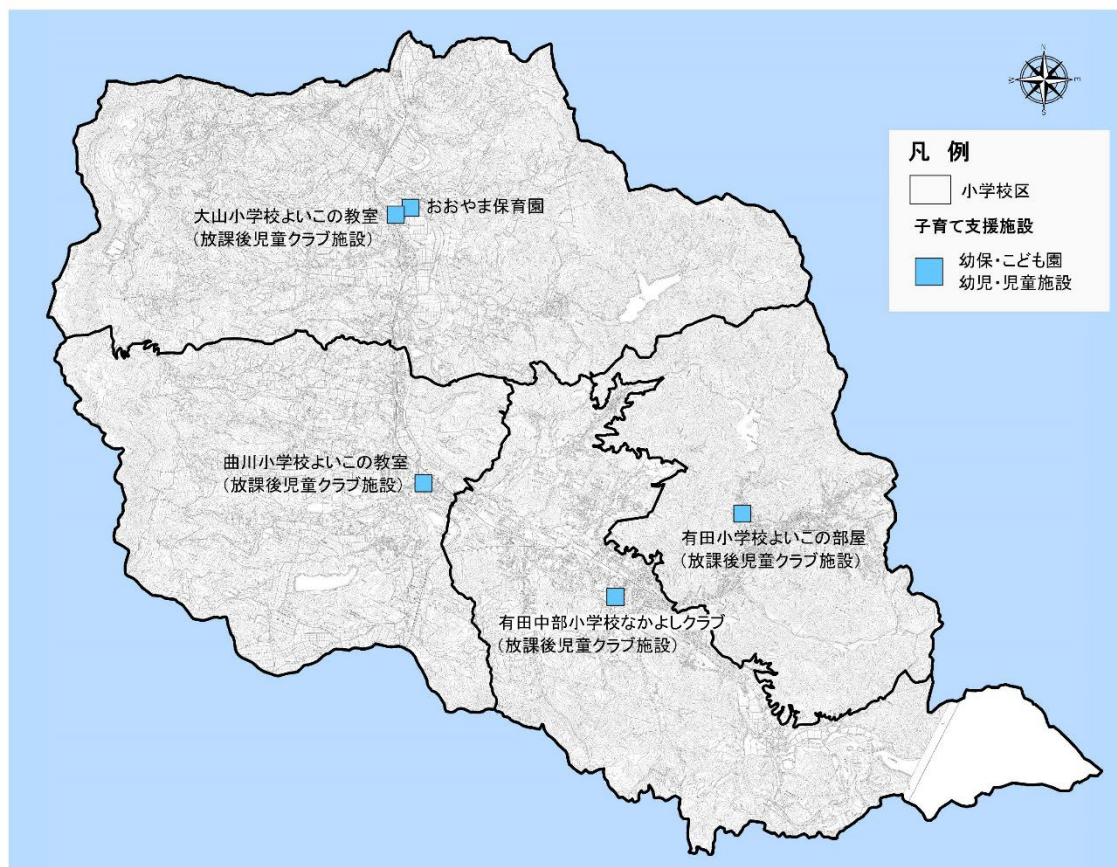 N
W
E
S
凡 例
小学校区
子育て支援施設
幼保・こども園
幼児・児童施設
おおやま保育園
大山小学校よいこの教室
(放課後児童クラブ施設)
曲川小学校よいこの教室
(放課後児童クラブ施設)
有田小学校よいこの部屋
(放課後児童クラブ施設)
有田中部小学校なかよしクラブ
(放課後児童クラブ施設)